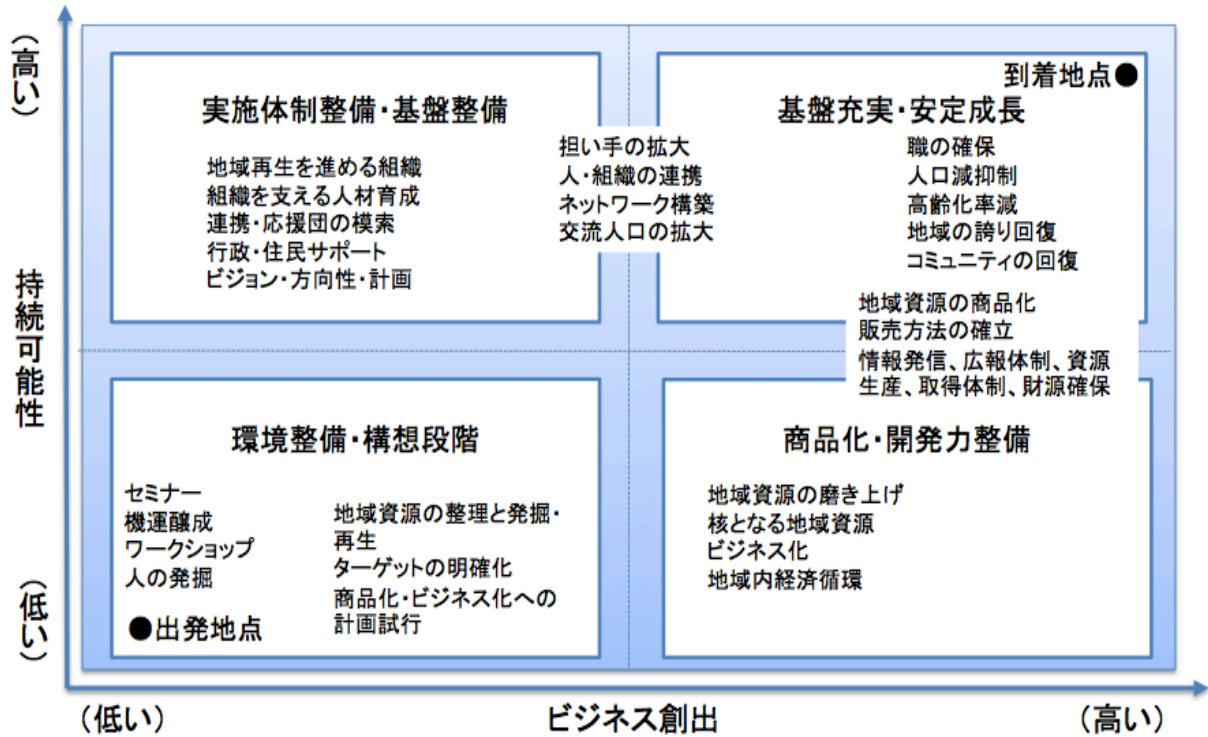 (高い)
持続可能性
(低い)
実施体制整備・基盤整備
地域再生を進める組織
組織を支える人材育成
連携・応援団の模索
行政・住民サポート
ビジョン・方向性・計画
担い手の拡大
人・組織の連携
ネットワーク構築
交流人口の拡大
到着地点●
基盤充実・安定成長
職の確保
人口減抑制
高齢化率減
地域の誇り回復
コミュニティの回復
地域資源の商品化
販売方法の確立
情報発信、広報体制、資源
生産、取得体制、財源確保
環境整備・構想段階
セミナー
機運醸成
ワークショップ
人の発掘
●出発地点
地域資源の整理と発掘・
再生
ターゲットの明確化
商品化・ビジネス化への
計画試行
商品化・開発力整備
地域資源の磨き上げ
核となる地域資源
ビジネス化
地域内経済循環
(低い)
ビジネス創出
(高い)